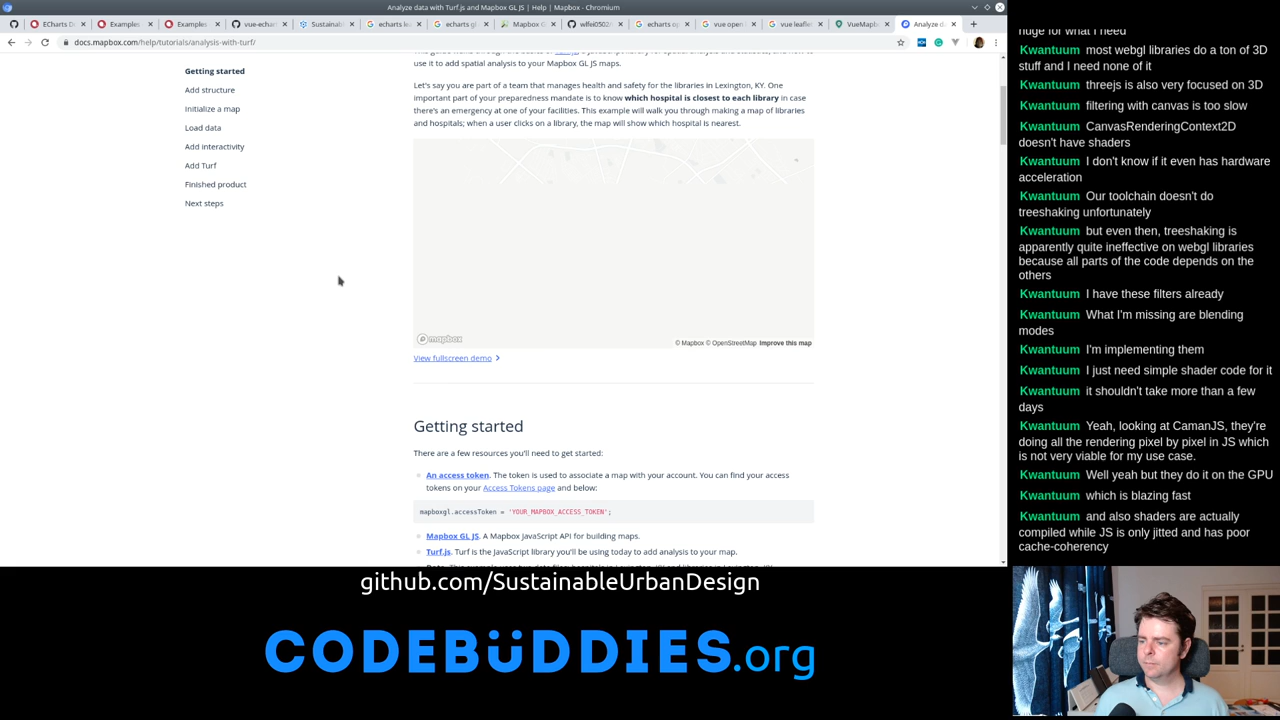 Analyze data with Turf.js and Mapbox GL JS | Help | Mapbox - Chromium
ECharts D
Examples
Examples
vue-echar
Sustainab
echarts le
echarts gl
Mapbox G
wlfei0502
echarts op
vue open
vue leafle
VueMapb
Analyze d
docs.mapbox.com/help/tutorials/analysis-with-turf/
Getting started
Add structure
Initialize a map
Load data
Add interactivity
Add Turf
Finished product
Next steps
use it to add spatial analysis to your Mapbox GL JS maps.
Let's say you are part of a team that manages health and safety for the libraries in Lexington, KY. One
important part of your preparedness mandate is to know which hospital is closest to each library in case
there's an emergency at one of your facilities. This example will walk you through making a map of libraries
and hospitals; when a user clicks on a library, the map will show which hospital is nearest.
mapbox
© Mapbox © OpenStreetMap Improve this map
View fullscreen demo
Getting started
There are a few resources you'll need to get started:
An access token. The token is used to associate a map with your account. You can find your access
tokens on your Access Tokens page and below:
mapboxgl.accessToken = 'YOUR_MAPBOX_ACCESS_TOKEN';
Mapbox GL JS. A Mapbox JavaScript API for building maps.
Turf.js. Turf is the JavaScript library you'll be using today to add analysis to your map.
huge for what I need
Kwantuum most webgl libraries do a ton of 3D
stuff and I need none of it
Kwantuum threejs is also very focused on 3D
Kwantuum filtering with canvas is too slow
Kwantuum CanvasRenderingContext2D
doesn't have shaders
Kwantuum I don't know if it even has hardware
acceleration
Kwantuum Our toolchain doesn't do
treeshaking unfortunately
Kwantuum but even then, treeshaking is
apparently quite ineffective on webgl libraries
because all parts of the code depends on the
others
Kwantuum I have these filters already
Kwantuum What I'm missing are blending
modes
Kwantuum I'm implementing them
Kwantuum I just need simple shader code for it
Kwantuum it shouldn't take more than a few
days
Kwantuum Yeah, looking at CamanJS, they're
doing all the rendering pixel by pixel in JS which
is not very viable for my use case.
Kwantuum Well yeah but they do it on the GPU
Kwantuum which is blazing fast
Kwantuum and also shaders are actually
compiled while JS is only jitted and has poor
cache-coherency
github.com/SustainableUrbanDesign
CODEBÜDDIES.org